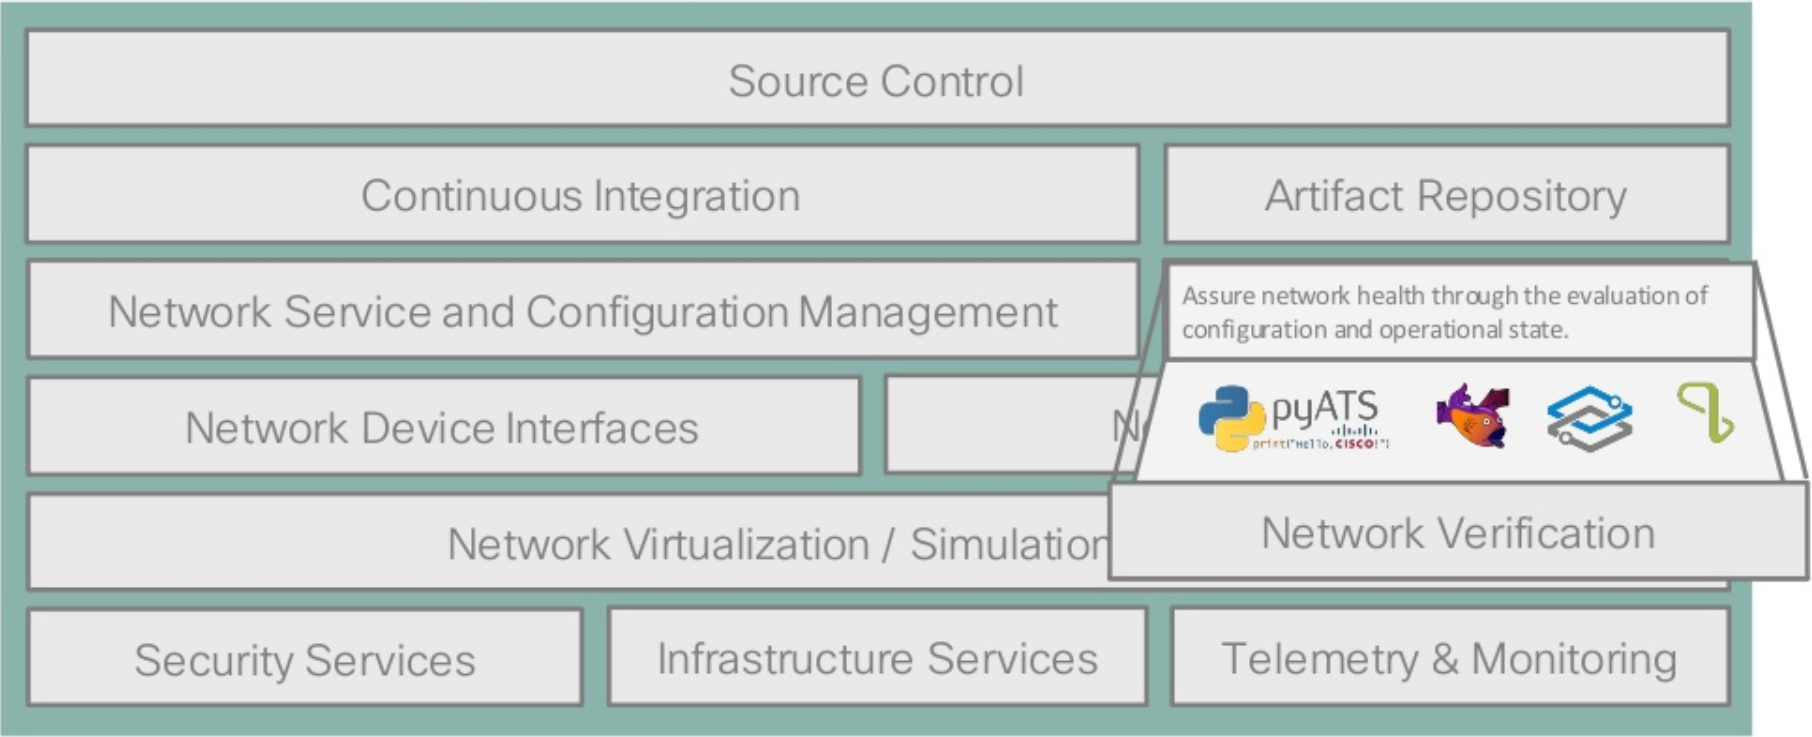 Source Control
Continuous Integration
Artifact Repository
Network Service and Configuration Management
Assure network health through the evaluation of
configuration and operational state.
Network Device Interfaces
pyATS
print("Hello, CISCO!")
Network Virtualization / Simulation
Network Verification
Security Services
Infrastructure Services
Telemetry & Monitoring